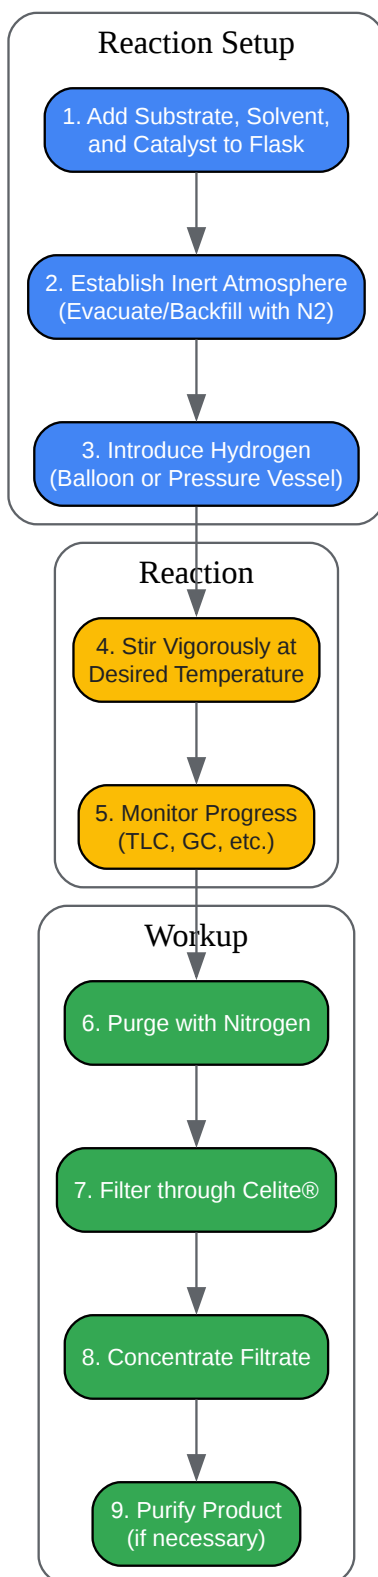 Reaction Setup
1. Add Substrate, Solvent,
and Catalyst to Flask
2. Establish Inert Atmosphere
(Evacuate/Backfill with N2)
3. Introduce Hydrogen
(Balloon or Pressure Vessel)
Reaction
4. Stir Vigorously at
Desired Temperature
5. Monitor Progress
(TLC, GC, etc.)
Workup
6. Purge with Nitrogen
7. Filter through Celite®
8. Concentrate Filtrate
9. Purify Product
(if necessary)